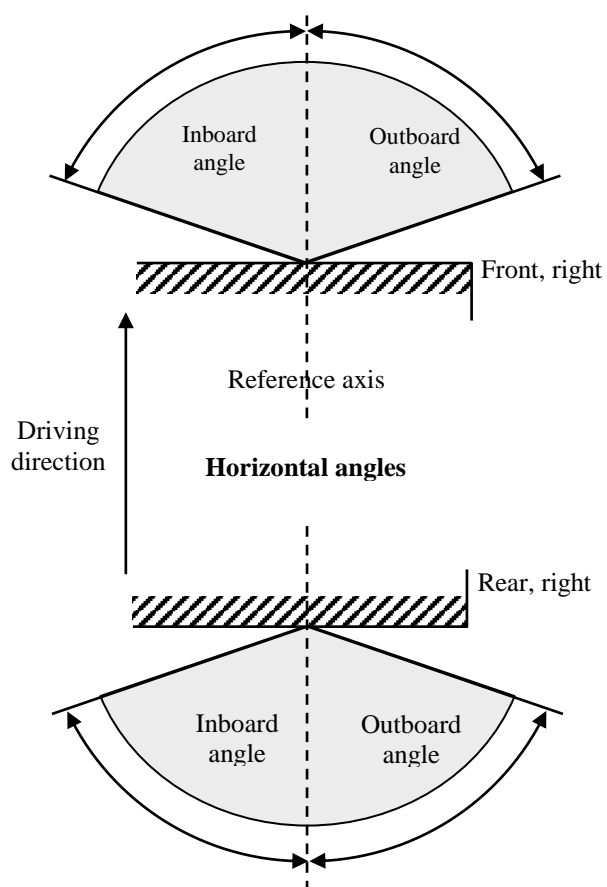 Inboard
angle
Outboard
angle
Front, right
Reference axis
Driving
direction
Horizontal angles
Rear, right
Inboard
angle
Outboard
angle